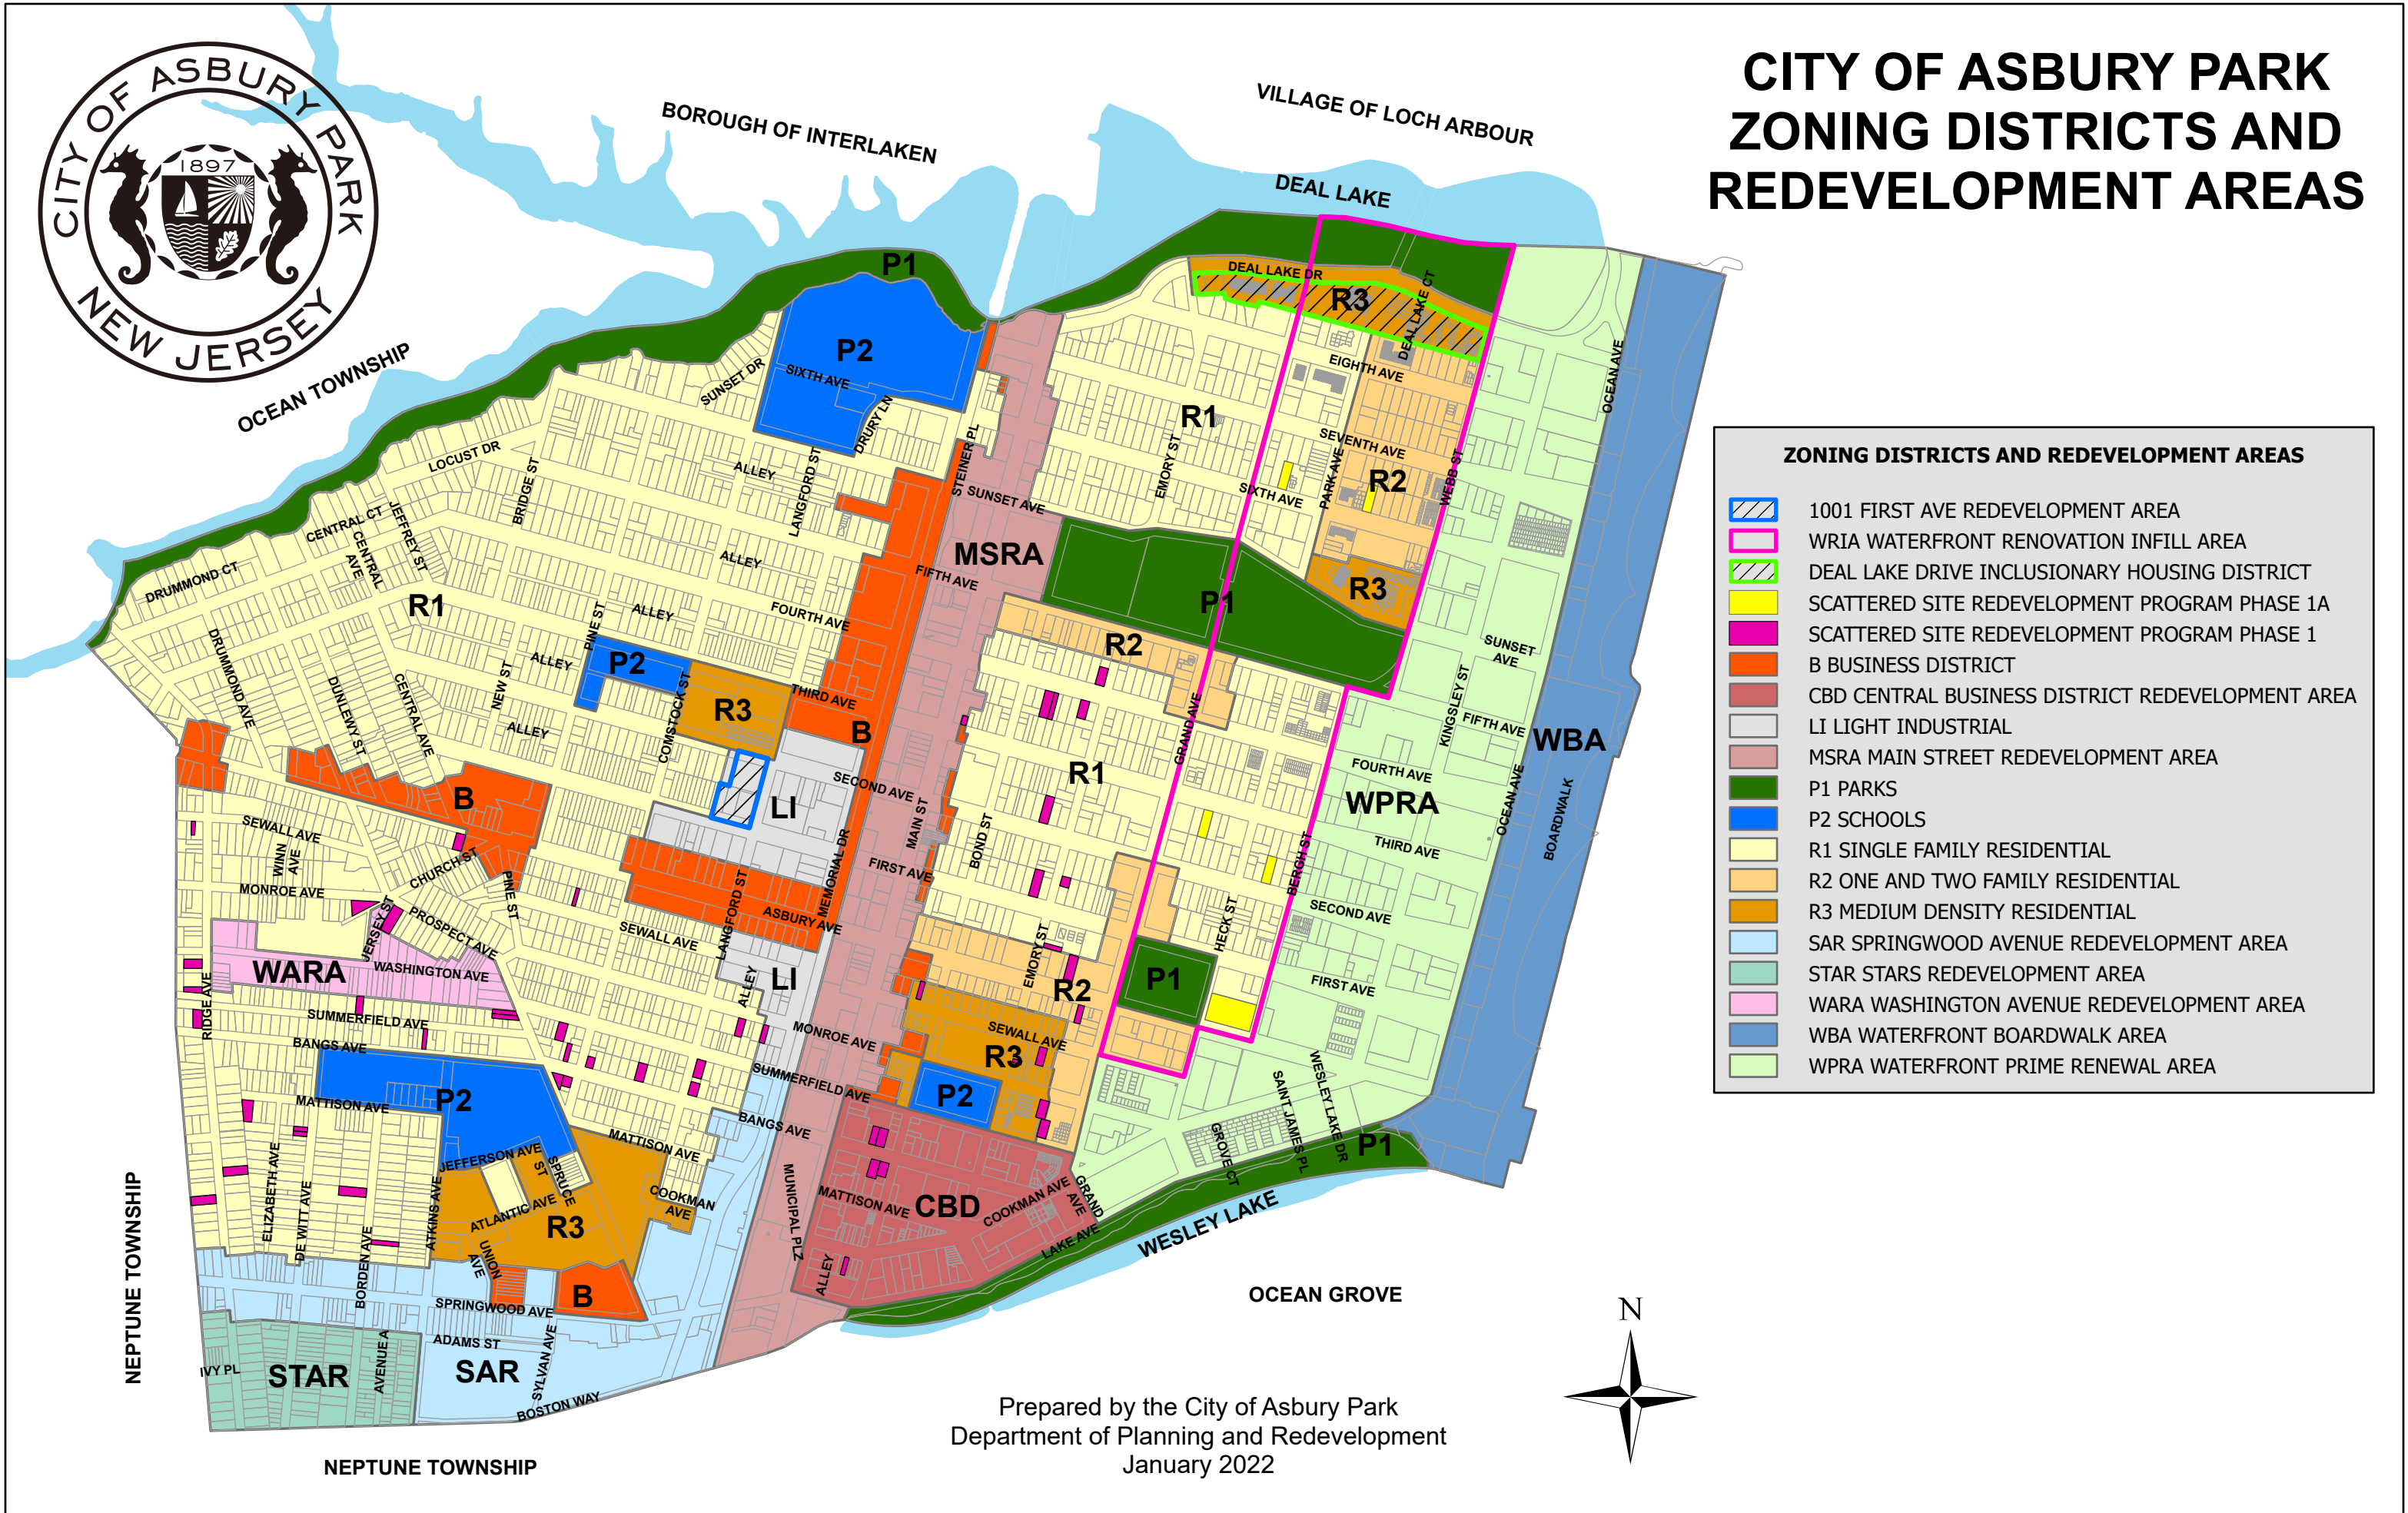 CITY OF ASBURY PARK
NEW JERSEY
1897
CITY OF ASBURY PARK
ZONING DISTRICTS AND
REDEVELOPMENT AREAS
BOROUGH OF INTERLAKEN
VILLAGE OF LOCH ARBOUR
DEAL LAKE
OCEAN TOWNSHIP
P1
DEAL LAKE DR
R3
DEAL LAKE CT
P2
SIXTH AVE
SUNSET DR
DRURY LN
EIGHTH AVE
OCEAN AVE
R1
STEINER PL
EMORY ST
SEVENTH AVE
PARK AVE
R2
WEBB ST
SIXTH AVE
LOCUST DR
BRIDGE ST
ALLEY
LANGFORD ST
SUNSET AVE
CENTRAL CT
CENTRAL
AVE
JEFFREY ST
MSRA
ALLEY
FIFTH AVE
DRUMMOND CT
R1
ALLEY
FOURTH AVE
P1
R3
PINE ST
R2
SUNSET
AVE
DRUMMOND AVE
DUNLEWY ST
CENTRAL AVE
NEW ST
ALLEY
P2
COMSTOCK ST
R3
THIRD AVE
B
GRAND AVE
KINGSLEY ST
FIFTH AVE
WBA
ALLEY
R1
SECOND AVE
FOURTH AVE
WPRA
B
LI
MAIN ST
BOND ST
OCEAN AVE
BOARDWALK
SEWALL AVE
WINN
AVE
CHURCH ST
MEMORIAL DR
FIRST AVE
THIRD AVE
BERGH ST
MONROE AVE
PINE ST
JERSEY ST
PROSPECT AVE
LANGFORD ST
ASBURY AVE
SEWALL AVE
HECK ST
SECOND AVE
WARA
WASHINGTON AVE
LI
ALLEY
EMORY ST
R2
P1
FIRST AVE
RIDGE AVE
SUMMERFIELD AVE
BANGS AVE
MONROE AVE
SEWALL AVE
R3
SUMMERFIELD AVE
P2
MATTISON AVE
P2
BANGS AVE
SAINT JAMES PL
WESLEY LAKE DR
GROVE CT
P1
MATTISON AVE
JEFFERSON AVE
SPRUCE
ST
ELIZABETH AVE
DE WITT AVE
ATKINS AVE
ATLANTIC AVE
R3
COOKMAN
AVE
MUNICIPAL PLZ
MATTISON AVE
CBD
COOKMAN AVE
GRAND
AVE
LAKE AVE
WESLEY LAKE
UNION
AVE
BORDEN AVE
SPRINGWOOD AVE
B
ALLEY
OCEAN GROVE
NEPTUNE TOWNSHIP
ADAMS ST
IVY PL
STAR
AVENUE A
SAR
SYLVAN AVE
BOSTON WAY
NEPTUNE TOWNSHIP
N
Prepared by the City of Asbury Park
Department of Planning and Redevelopment
January 2022
ZONING DISTRICTS AND REDEVELOPMENT AREAS
1001 FIRST AVE REDEVELOPMENT AREA
WRIA WATERFRONT RENOVATION INFILL AREA
DEAL LAKE DRIVE INCLUSIONARY HOUSING DISTRICT
SCATTERED SITE REDEVELOPMENT PROGRAM PHASE 1A
SCATTERED SITE REDEVELOPMENT PROGRAM PHASE 1
B BUSINESS DISTRICT
CBD CENTRAL BUSINESS DISTRICT REDEVELOPMENT AREA
LI LIGHT INDUSTRIAL
MSRA MAIN STREET REDEVELOPMENT AREA
P1 PARKS
P2 SCHOOLS
R1 SINGLE FAMILY RESIDENTIAL
R2 ONE AND TWO FAMILY RESIDENTIAL
R3 MEDIUM DENSITY RESIDENTIAL
SAR SPRINGWOOD AVENUE REDEVELOPMENT AREA
STAR STARS REDEVELOPMENT AREA
WARA WASHINGTON AVENUE REDEVELOPMENT AREA
WBA WATERFRONT BOARDWALK AREA
WPRA WATERFRONT PRIME RENEWAL AREA